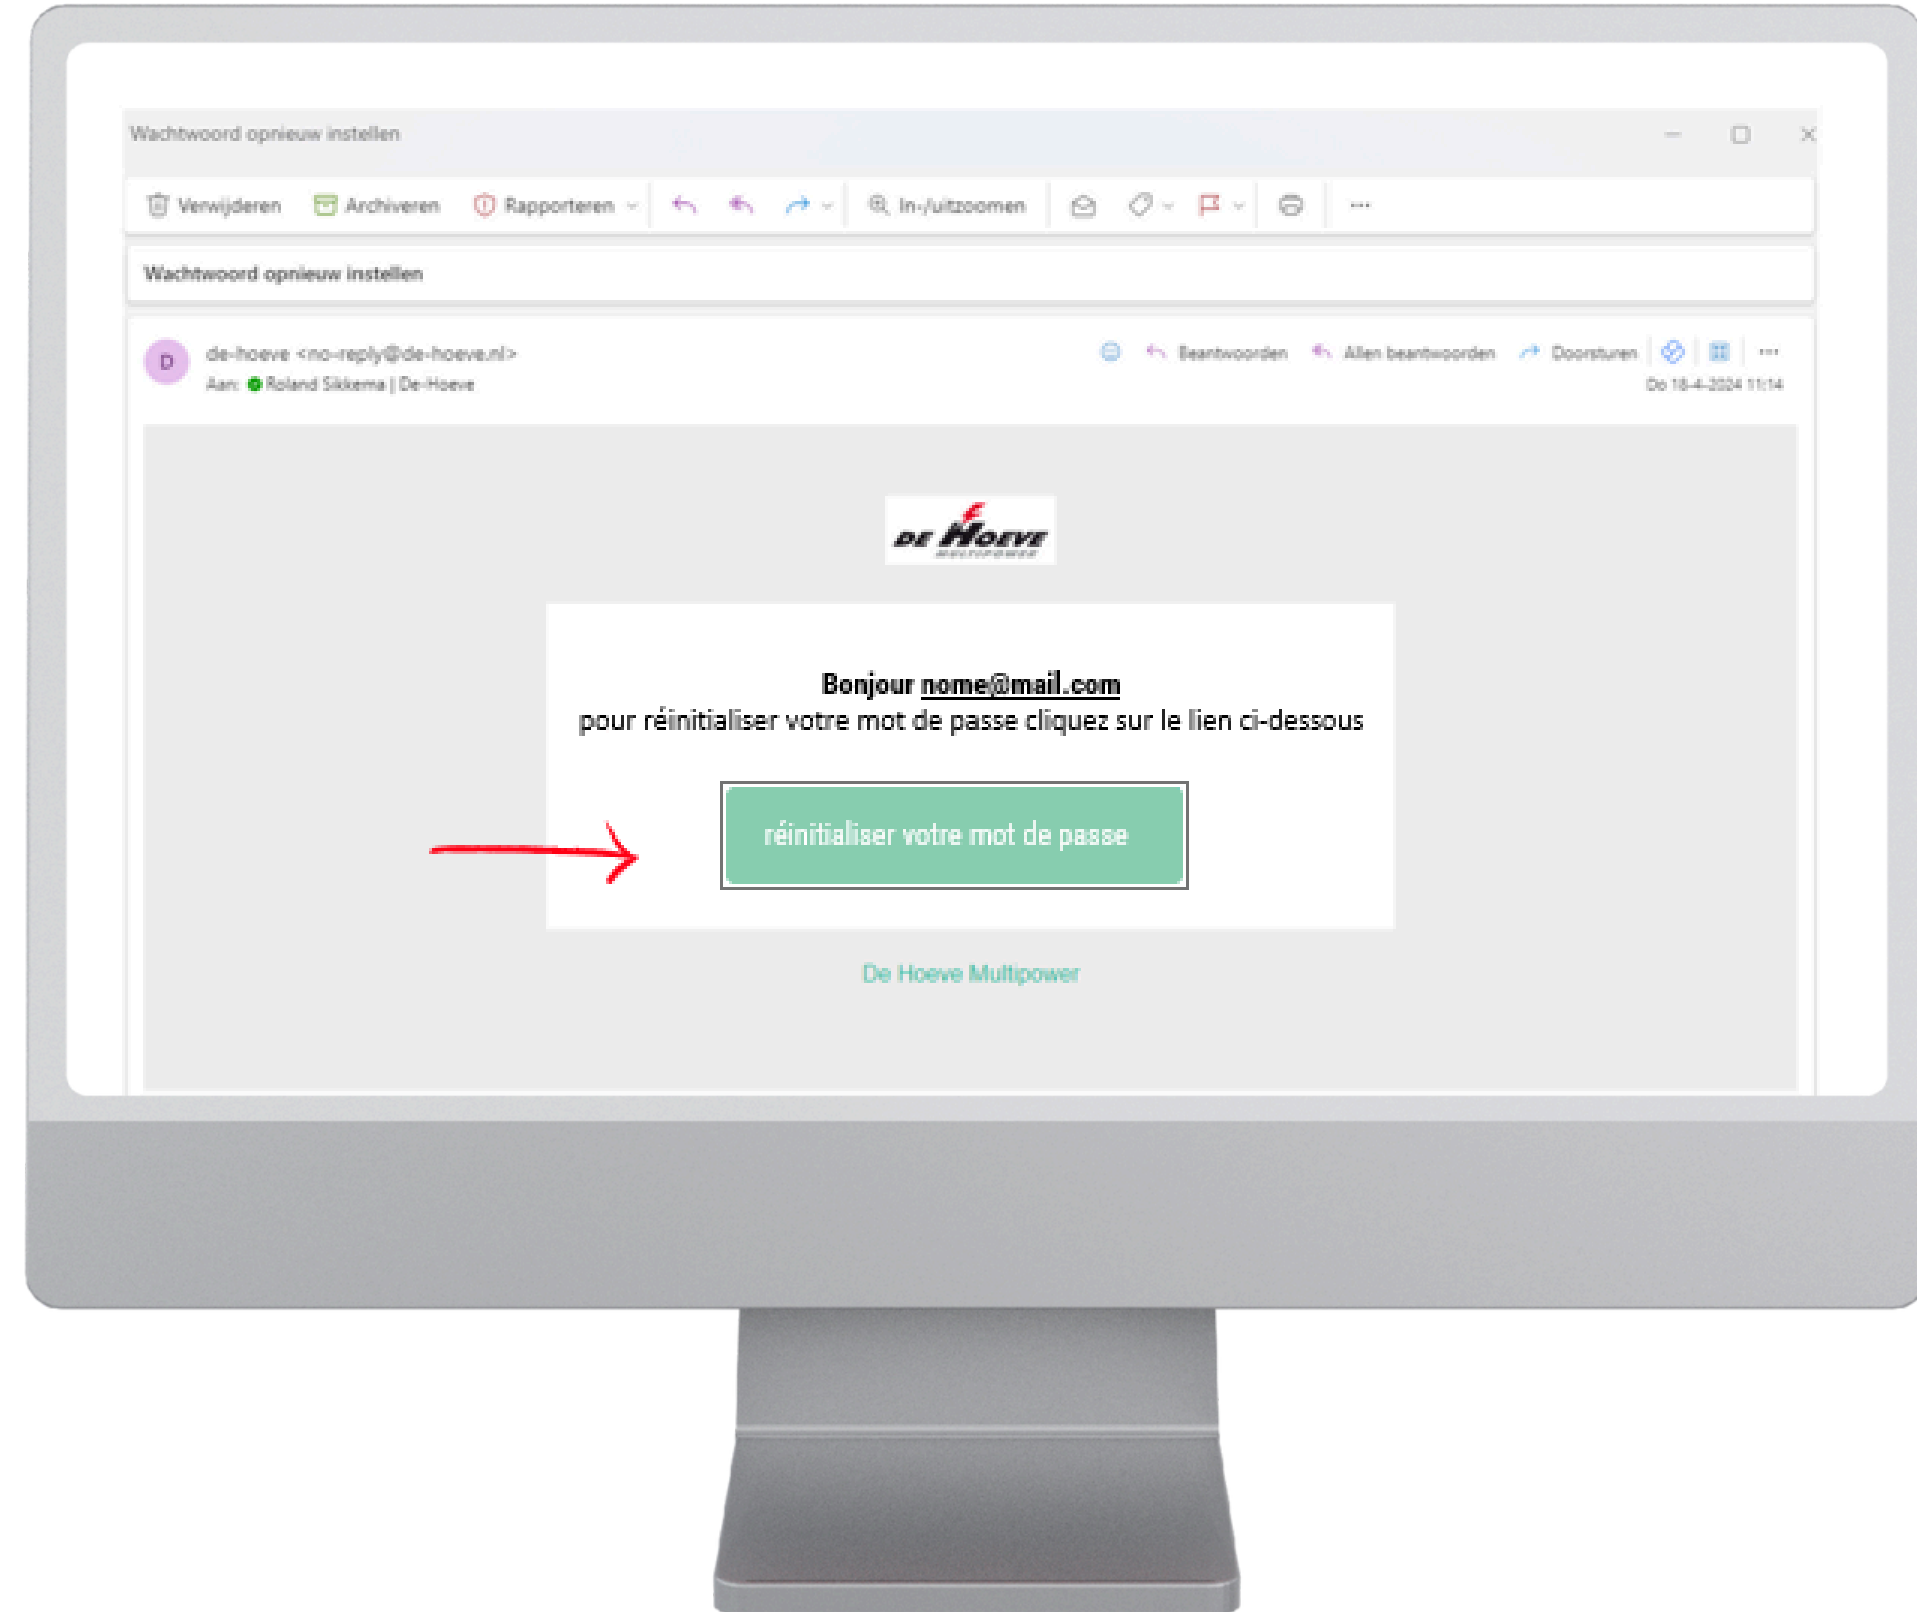 Wachtwoord opnieuw instellen
Verwijderen Archiveren Rapporteren In-/uitzoomen
Wachtwoord opnieuw instellen
D
de-hoeve <no-reply@de-hoeve.nl>
Beantwoorden Allen beantwoorden Doorsturen
Aan: Roland Sikkema | De-Hoeve
Do 18-4-2024 11:14
DE HOEVE
MULTIPOWER
Bonjour nome@mail.com
pour réinitialiser votre mot de passe cliquez sur le lien ci-dessous
réinitialiser votre mot de passe
De Hoeve Multipower